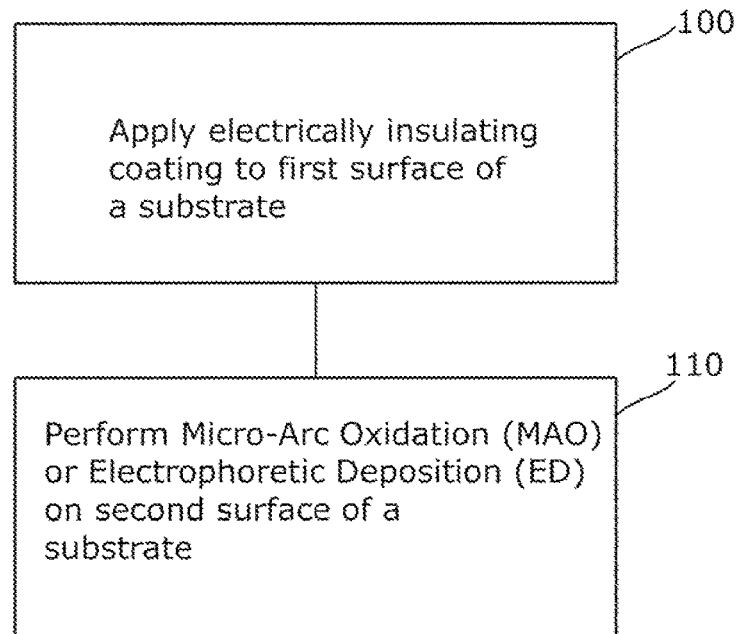 100
Apply electrically insulating
coating to first surface of
a substrate
110
Perform Micro-Arc Oxidation (MAO)
or Electrophoretic Deposition (ED)
on second surface of a
substrate